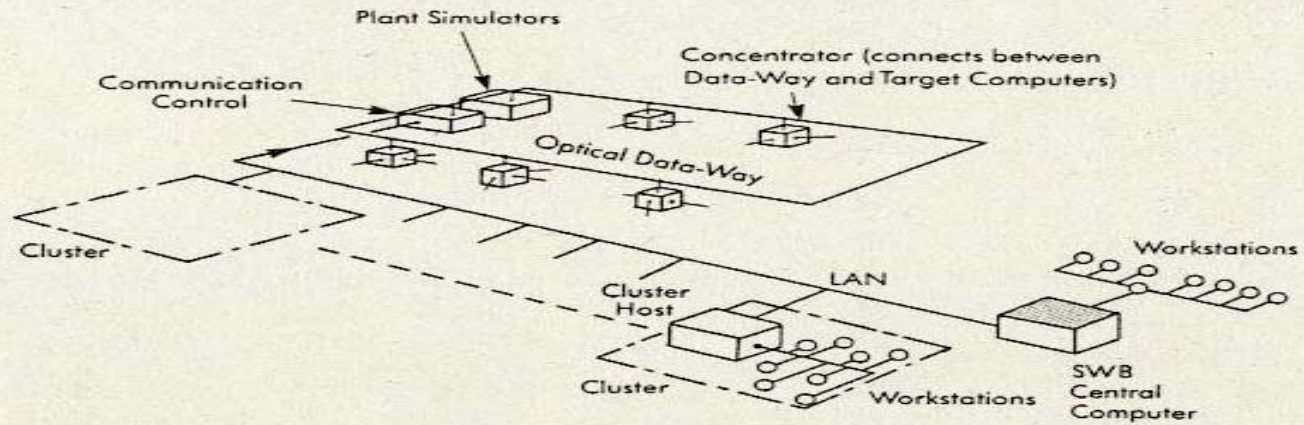 Plant Simulators
Concentrator (connects between
Data-Way and Target Computers)
Communication
Control
Optical Data-Way
Cluster
Workstations
LAN
Cluster
Host
Cluster
Workstations
SWB
Central
Computer